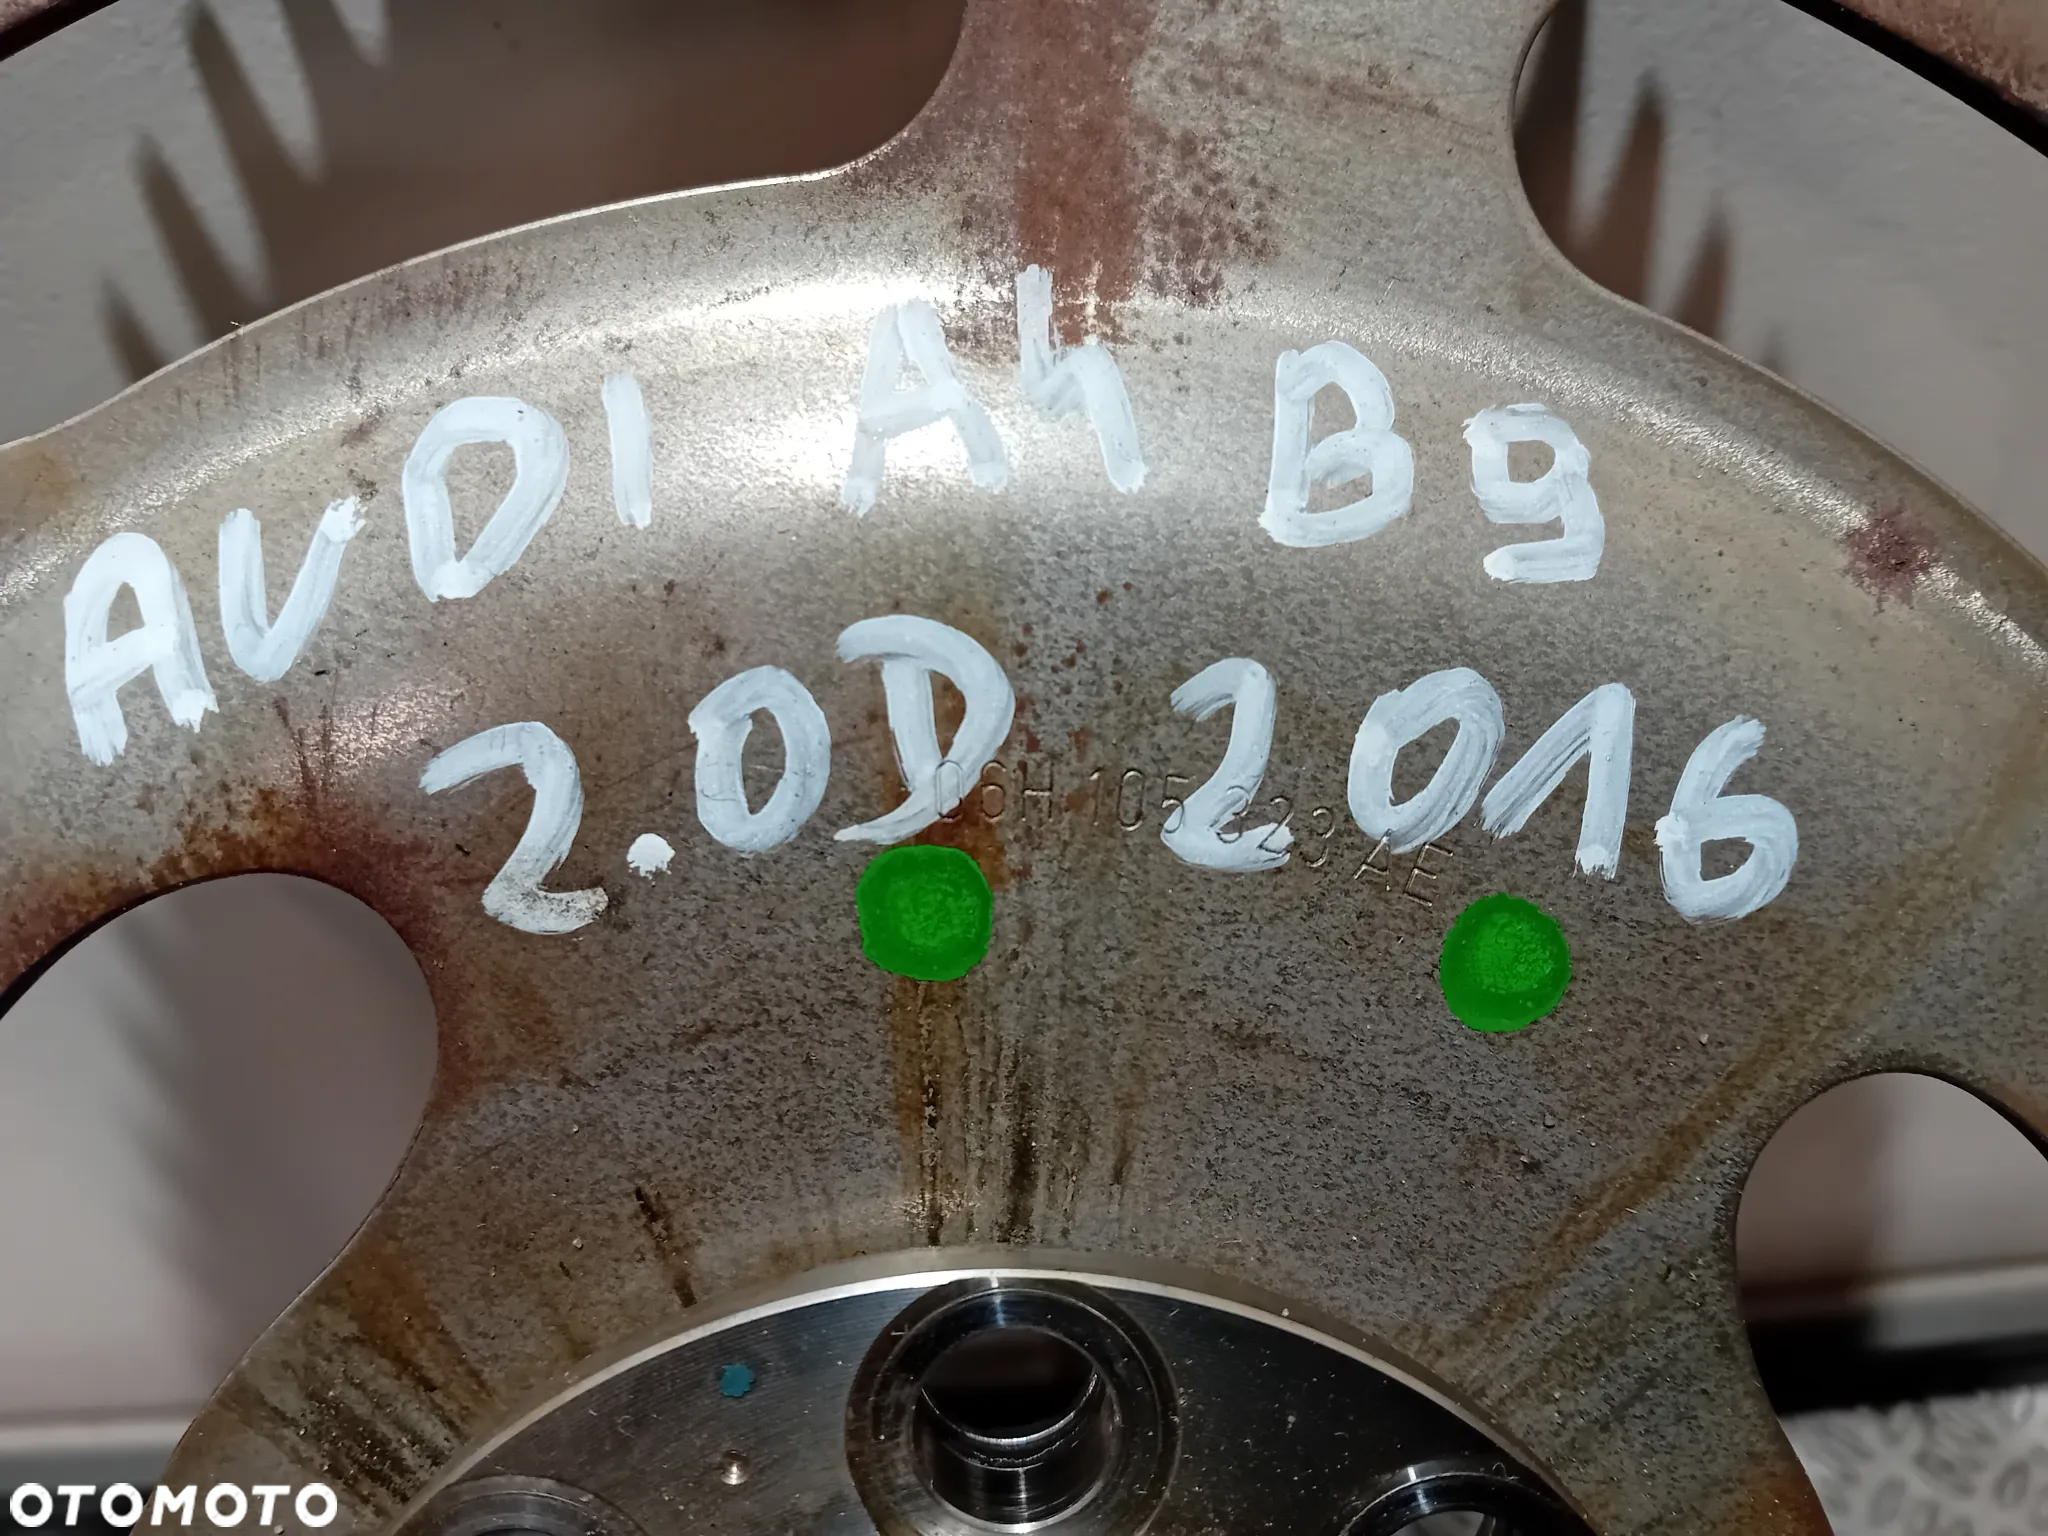 AUDI A4 B9
2.0D 2016
06H 105 323 AE
OTOMOTO